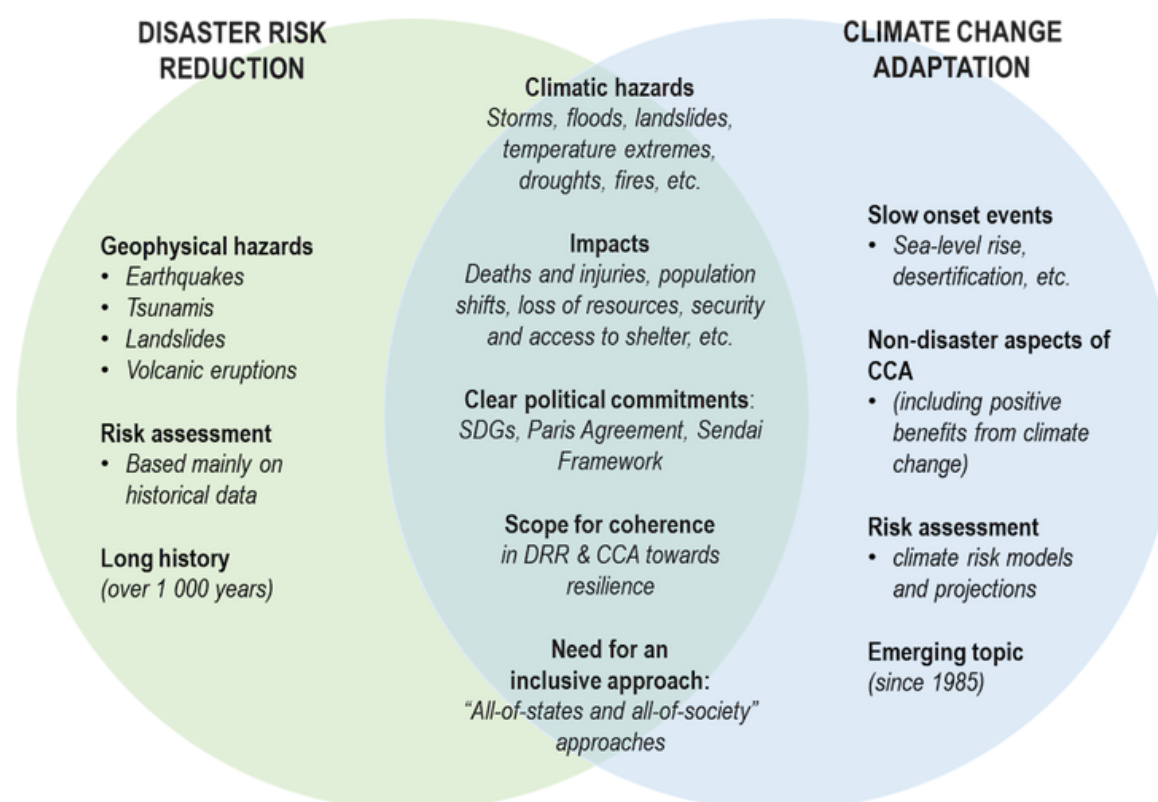 DISASTER RISK
REDUCTION
Geophysical hazards
• Earthquakes
• Tsunamis
• Landslides
• Volcanic eruptions
Risk assessment
• Based mainly on
historical data
Long history
(over 1 000 years)
Climatic hazards
Storms, floods, landslides,
temperature extremes,
droughts, fires, etc.
Impacts
Deaths and injuries, population
shifts, loss of resources, security
and access to shelter, etc.
Clear political commitments:
SDGs, Paris Agreement, Sendai
Framework
Scope for coherence
in DRR & CCA towards
resilience
Need for an
inclusive approach:
“All-of-states and all-of-society”
approaches
CLIMATE CHANGE
ADAPTATION
Slow onset events
• Sea-level rise,
desertification, etc.
Non-disaster aspects of
CCA
• (including positive
benefits from climate
change)
Risk assessment
• climate risk models
and projections
Emerging topic
(since 1985)